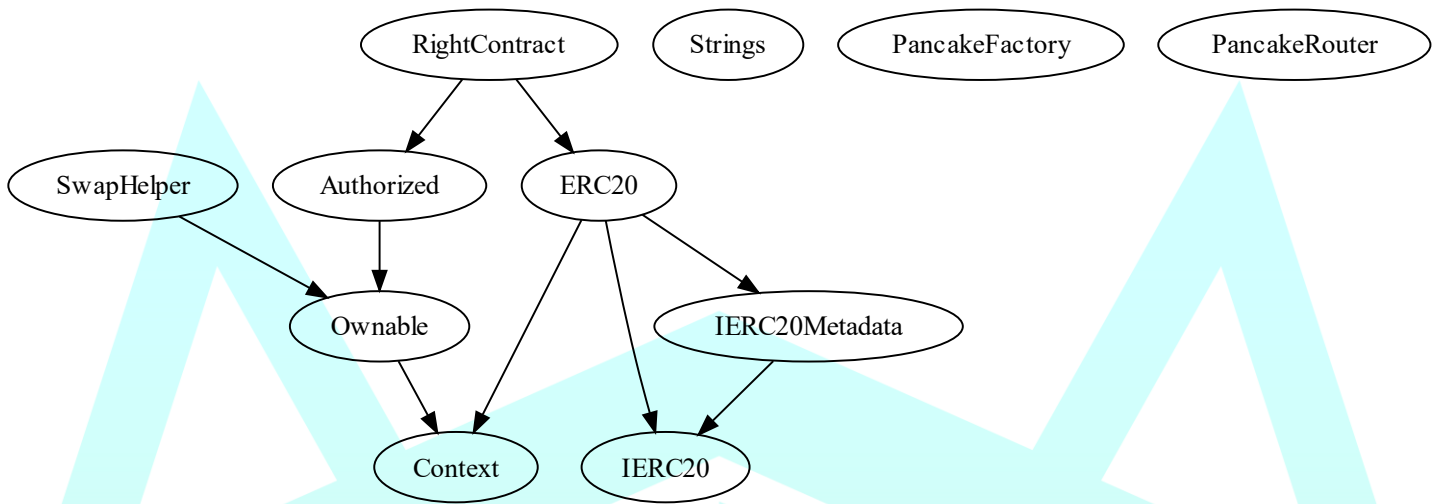 RightContract
Strings
PancakeFactory
PancakeRouter
SwapHelper
Authorized
ERC20
Ownable
IERC20Metadata
Context
IERC20